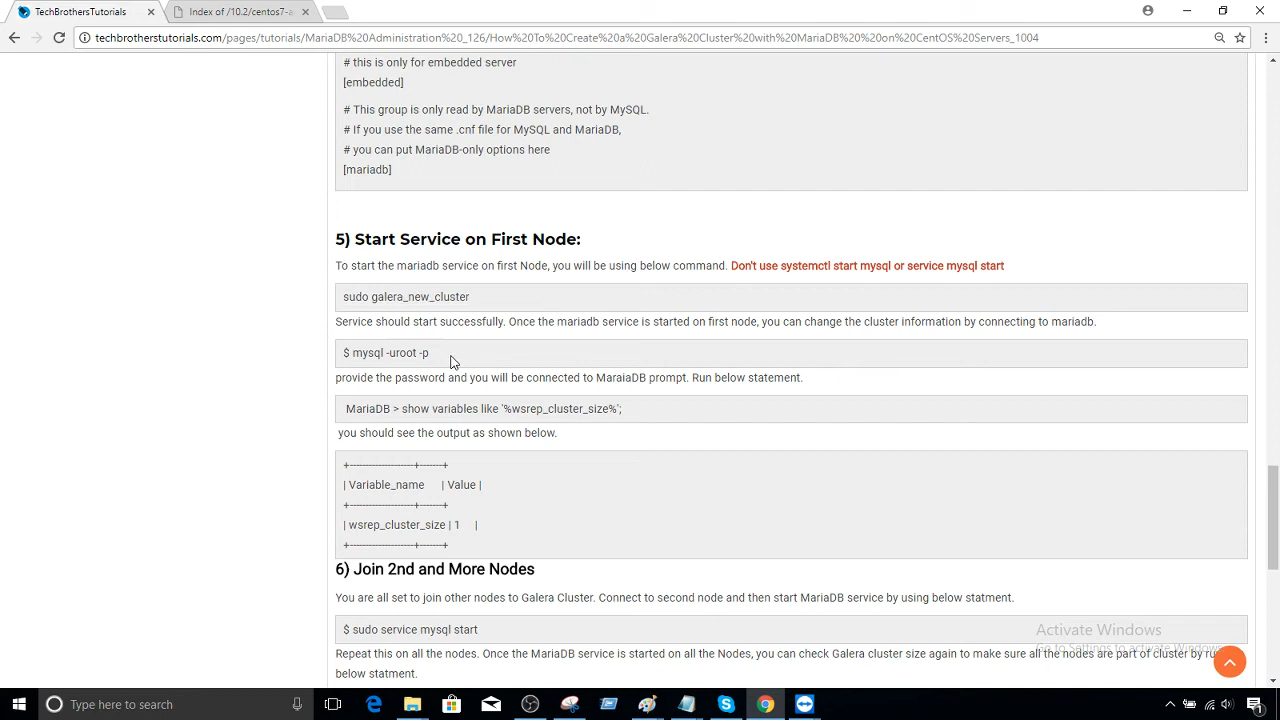 TechBrothersTutorials
Index of /10.2/centos7-a
techbrotherstutorials.com/pages/tutorials/MariaDB%20Administration%20_126/How%20To%20Create%20a%20Galera%20Cluster%20with%20MariaDB%20%20on%20CentOS%20Servers_1004
# this is only for embedded server
[embedded]
# This group is only read by MariaDB servers, not by MySQL.
# If you use the same .cnf file for MySQL and MariaDB,
# you can put MariaDB-only options here
[mariadb]
5) Start Service on First Node:
To start the mariadb service on first Node, you will be using below command. Don't use systemctl start mysql or service mysql start
sudo galera_new_cluster
Service should start successfully. Once the mariadb service is started on first node, you can change the cluster information by connecting to mariadb.
$ mysql -uroot -p
provide the password and you will be connected to MaraiaDB prompt. Run below statement.
MariaDB > show variables like '%wsrep_cluster_size%';
you should see the output as shown below.
+--------------------+-------+
| Variable_name | Value |
+--------------------+-------+
| wsrep_cluster_size | 1 |
+--------------------+-------+
6) Join 2nd and More Nodes
You are all set to join other nodes to Galera Cluster. Connect to second node and then start MariaDB service by using below statment.
$ sudo service mysql start
Activate Windows
Go to Settings to activate Windows.
Repeat this on all the nodes. Once the MariaDB service is started on all the Nodes, you can check Galera cluster size again to make sure all the nodes are part of cluster by
below statment.
Type here to search